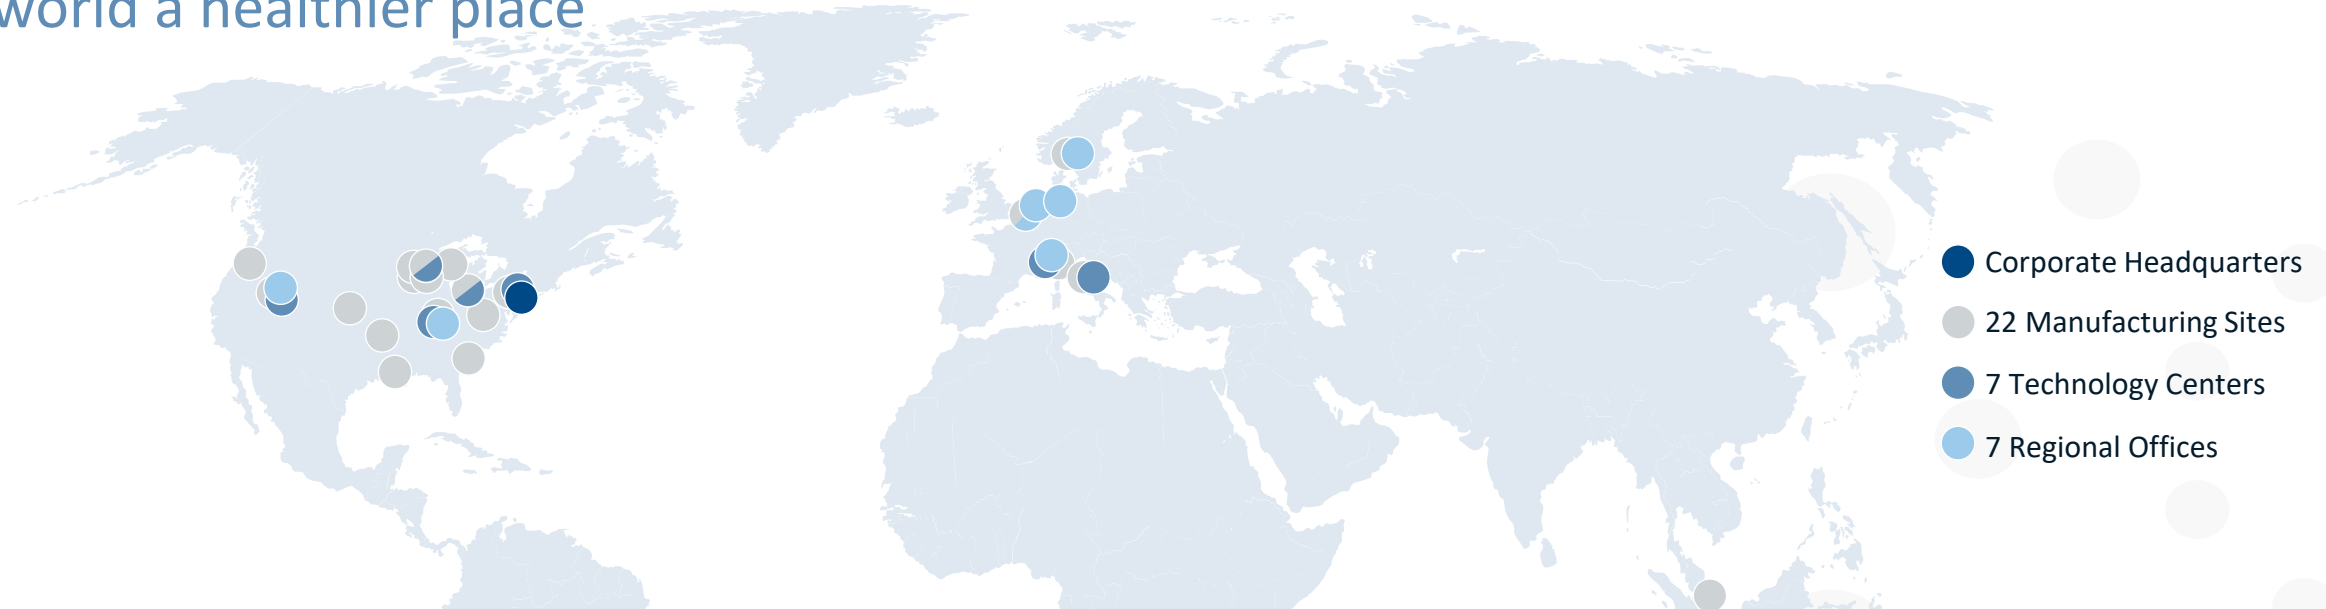 world a healthier place
Corporate Headquarters
22 Manufacturing Sites
7 Technology Centers
7 Regional Offices